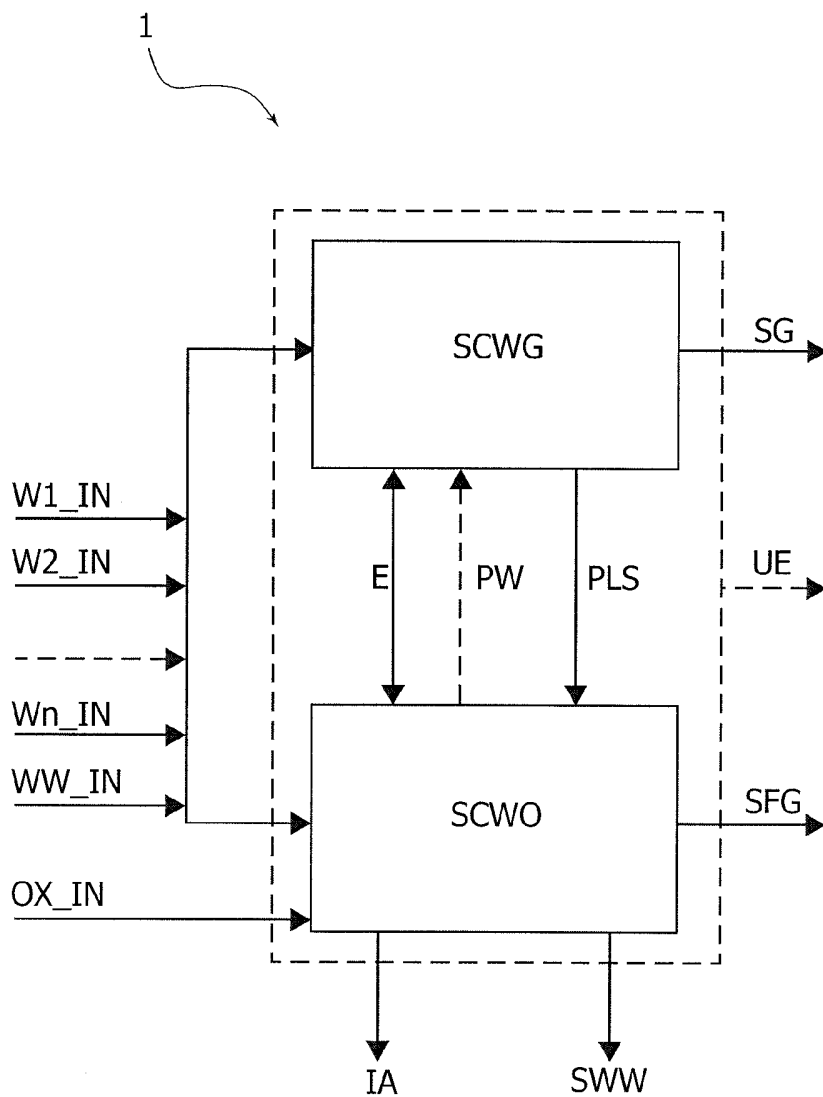 1
SCWG
SG
W1_IN
W2_IN
E
PW
PLS
UE
Wn_IN
WW_IN
SCWO
SFG
OX_IN
IA
SWW